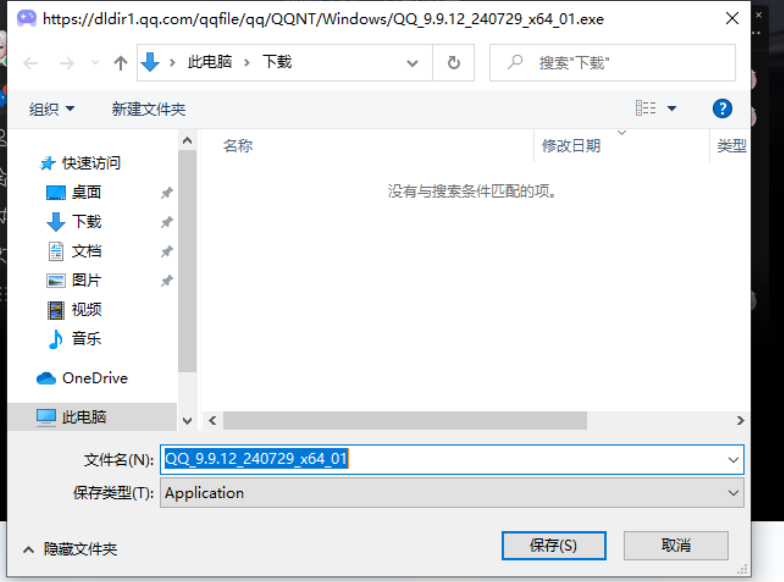 https://dldir1.qq.com/qqfile/qq/QQNT/Windows/QQ_9.9.12_240729_x64_01.exe
此电脑 下载 搜索"下载"
组织 新建文件夹
名称 修改日期 类型
没有与搜索条件匹配的项。
快速访问
桌面
下载
文档
图片
视频
音乐
OneDrive
此电脑
文件名(N): QQ_9.9.12_240729_x64_01
保存类型(T): Application
隐藏文件夹 保存(S) 取消